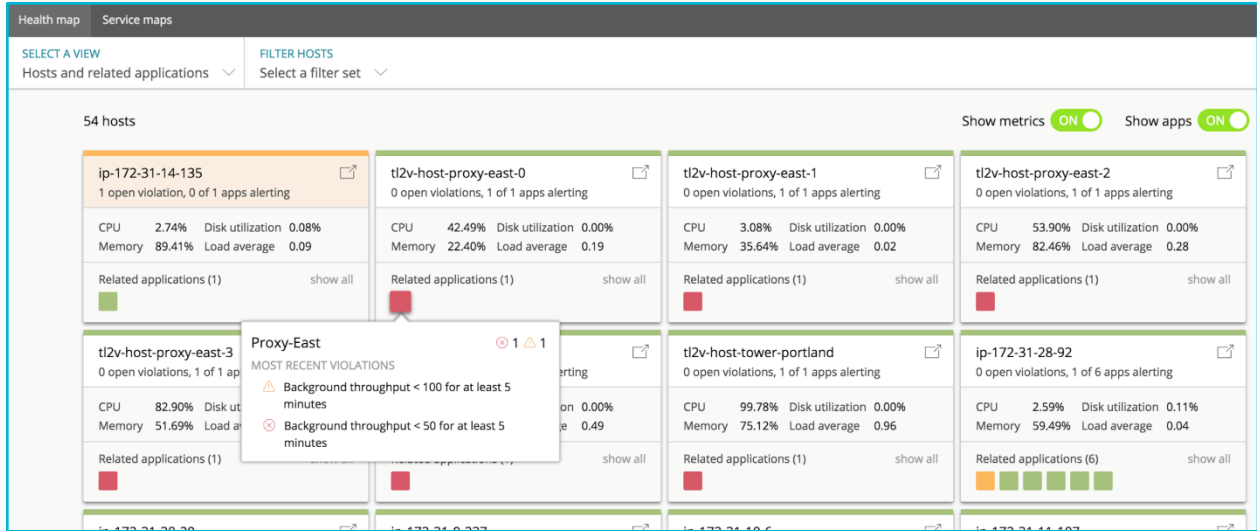 Health map Service maps
SELECT A VIEW FILTER HOSTS
Hosts and related applications Select a filter set
54 hosts Show metrics ON Show apps ON
ip-172-31-14-135
1 open violation, 0 of 1 apps alerting
CPU 2.74% Disk utilization 0.08%
Memory 89.41% Load average 0.09
Related applications (1) show all
tl2v-host-proxy-east-0
0 open violations, 1 of 1 apps alerting
CPU 42.49% Disk utilization 0.00%
Memory 22.40% Load average 0.19
Related applications (1) show all
tl2v-host-proxy-east-1
0 open violations, 1 of 1 apps alerting
CPU 3.08% Disk utilization 0.00%
Memory 35.64% Load average 0.02
Related applications (1) show all
tl2v-host-proxy-east-2
0 open violations, 1 of 1 apps alerting
CPU 53.90% Disk utilization 0.00%
Memory 82.46% Load average 0.28
Related applications (1) show all
Proxy-East 1 1
MOST RECENT VIOLATIONS
Background throughput < 100 for at least 5
minutes
Background throughput < 50 for at least 5
minutes
tl2v-host-proxy-east-3
0 open violations, 1 of 1 ap
CPU 82.90% Disk ut
Memory 51.69% Load av
Related applications (1)
erting
on 0.00%
e 0.49
show all
tl2v-host-tower-portland
0 open violations, 1 of 1 apps alerting
CPU 99.78% Disk utilization 0.00%
Memory 75.12% Load average 0.96
Related applications (1) show all
ip-172-31-28-92
0 open violations, 1 of 6 apps alerting
CPU 2.59% Disk utilization 0.11%
Memory 59.49% Load average 0.04
Related applications (6) show all